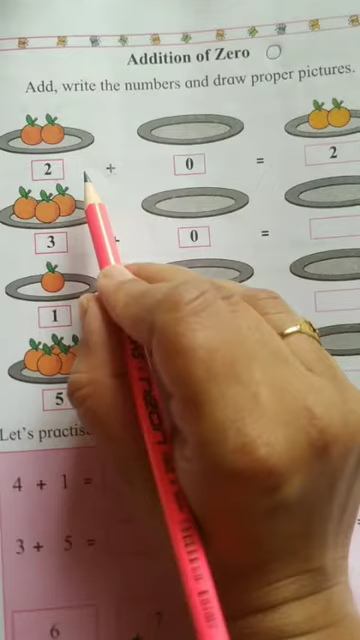 Addition of Zero
Add, write the numbers and draw proper pictures.
2 + 0 = 2
3 + 0 =
1
5
Let's practis
4 + 1 =
3 + 5 =
6
7